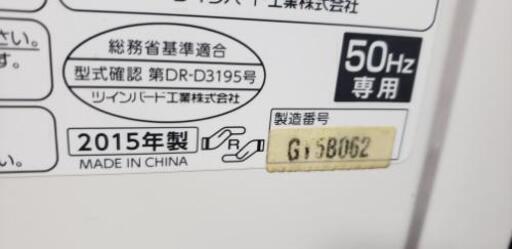 ツインバード工業株式会社
さい。
す。
総務省基準適合
型式確認 第DR-D3195号
ツインバード工業株式会社
50Hz
専用
製造番号
2015年製
R
MADE IN CHINA
い。